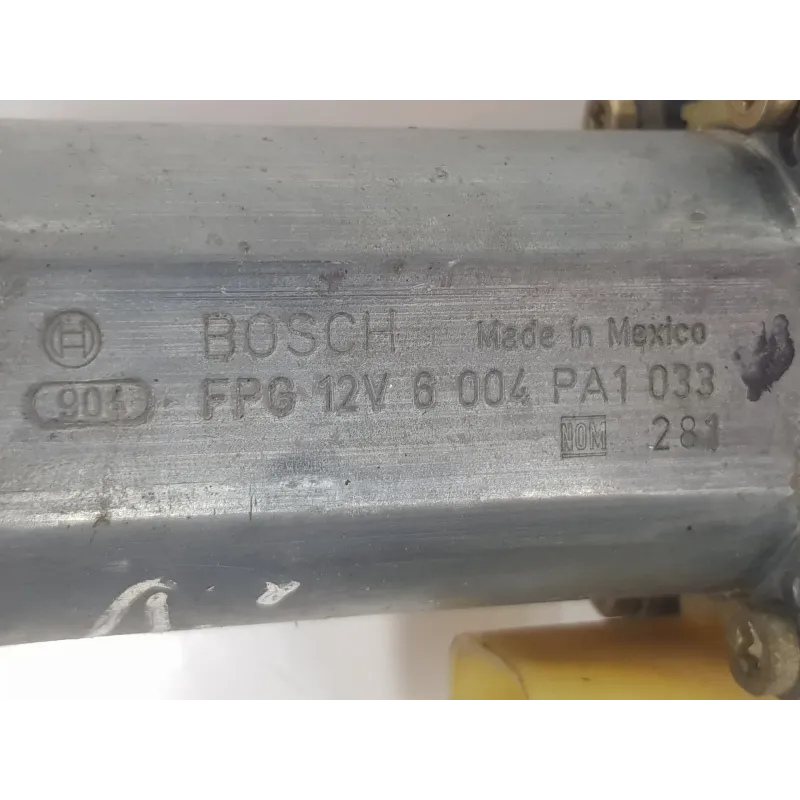 BOSCH Made in Mexico
904 FPG 12V 6 004 PA1 033
NOM 281